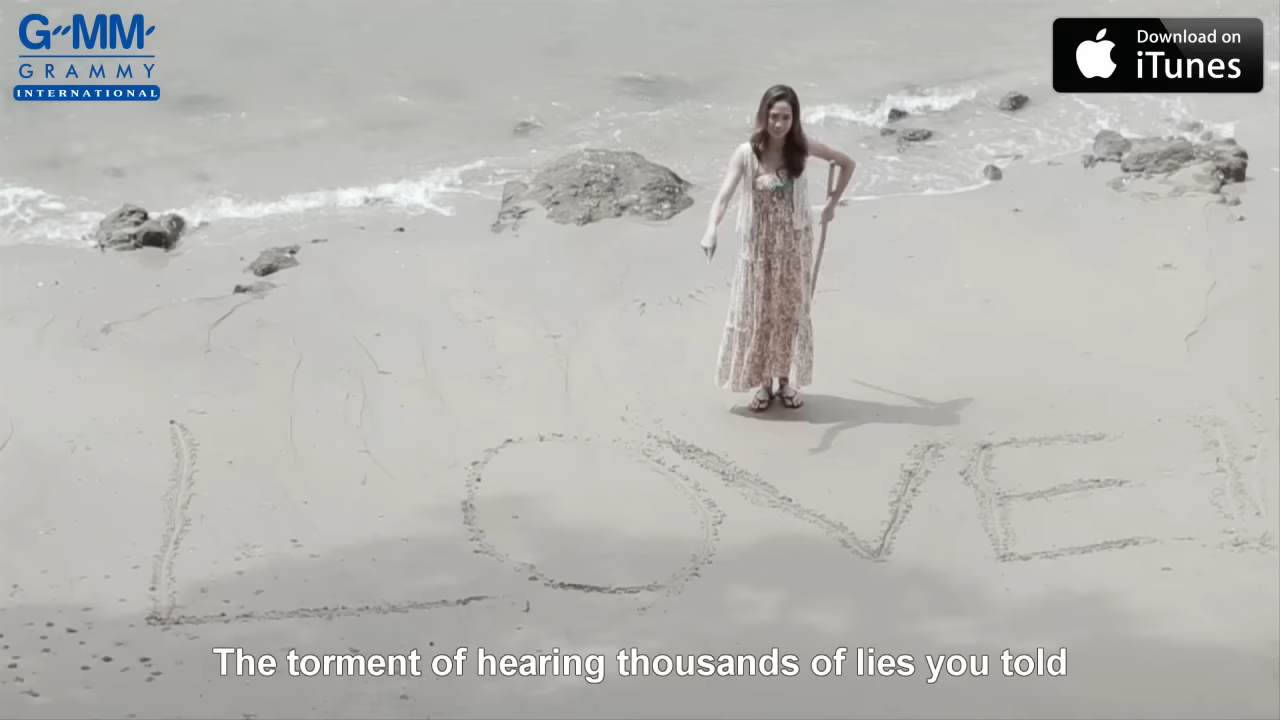 G-MM'
GRAMMY
INTERNATIONAL
Download on
iTunes
LOVE
The torment of hearing thousands of lies you told